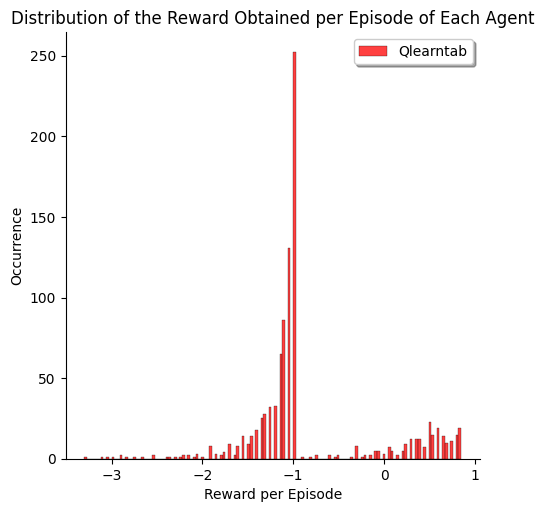 Distribution of the Reward Obtained per Episode of Each Agent
Qlearntab
250
200
150
100
50
0
Occurrence
−3
−2
−1
0
1
Reward per Episode